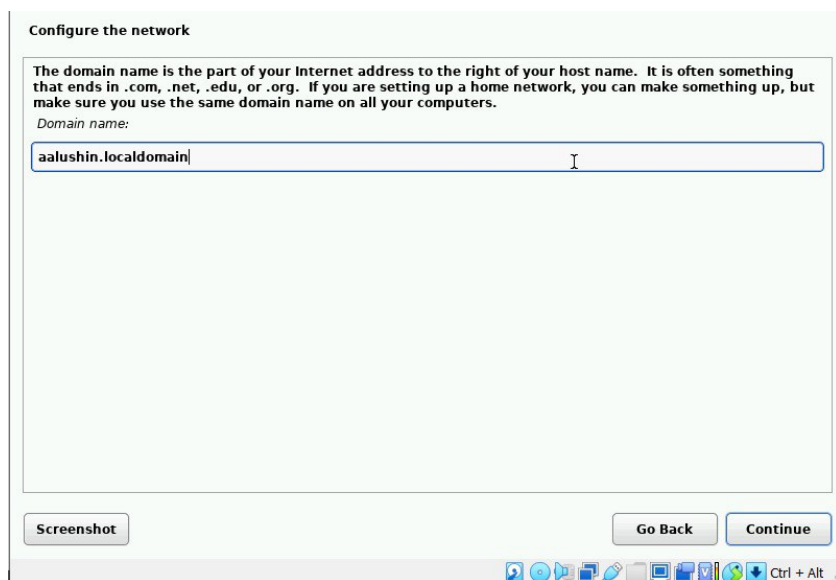 Configure the network
The domain name is the part of your Internet address to the right of your host name.  It is often something
that ends in .com, .net, .edu, or .org.  If you are setting up a home network, you can make something up, but
make sure you use the same domain name on all your computers.
Domain name:
aalushin.localdomain
Screenshot
Go Back
Continue
Ctrl + Alt